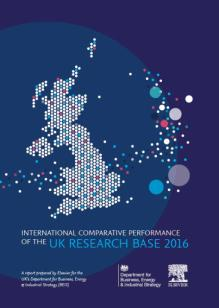 INTERNATIONAL COMPARATIVE PERFORMANCE
OF THE UK RESEARCH BASE 2016
A report prepared by Elsevier for the
UK's Department for Business, Energy
& Industrial Strategy (BEIS)
Department for
Business, Energy
& Industrial Strategy
ELSEVIER